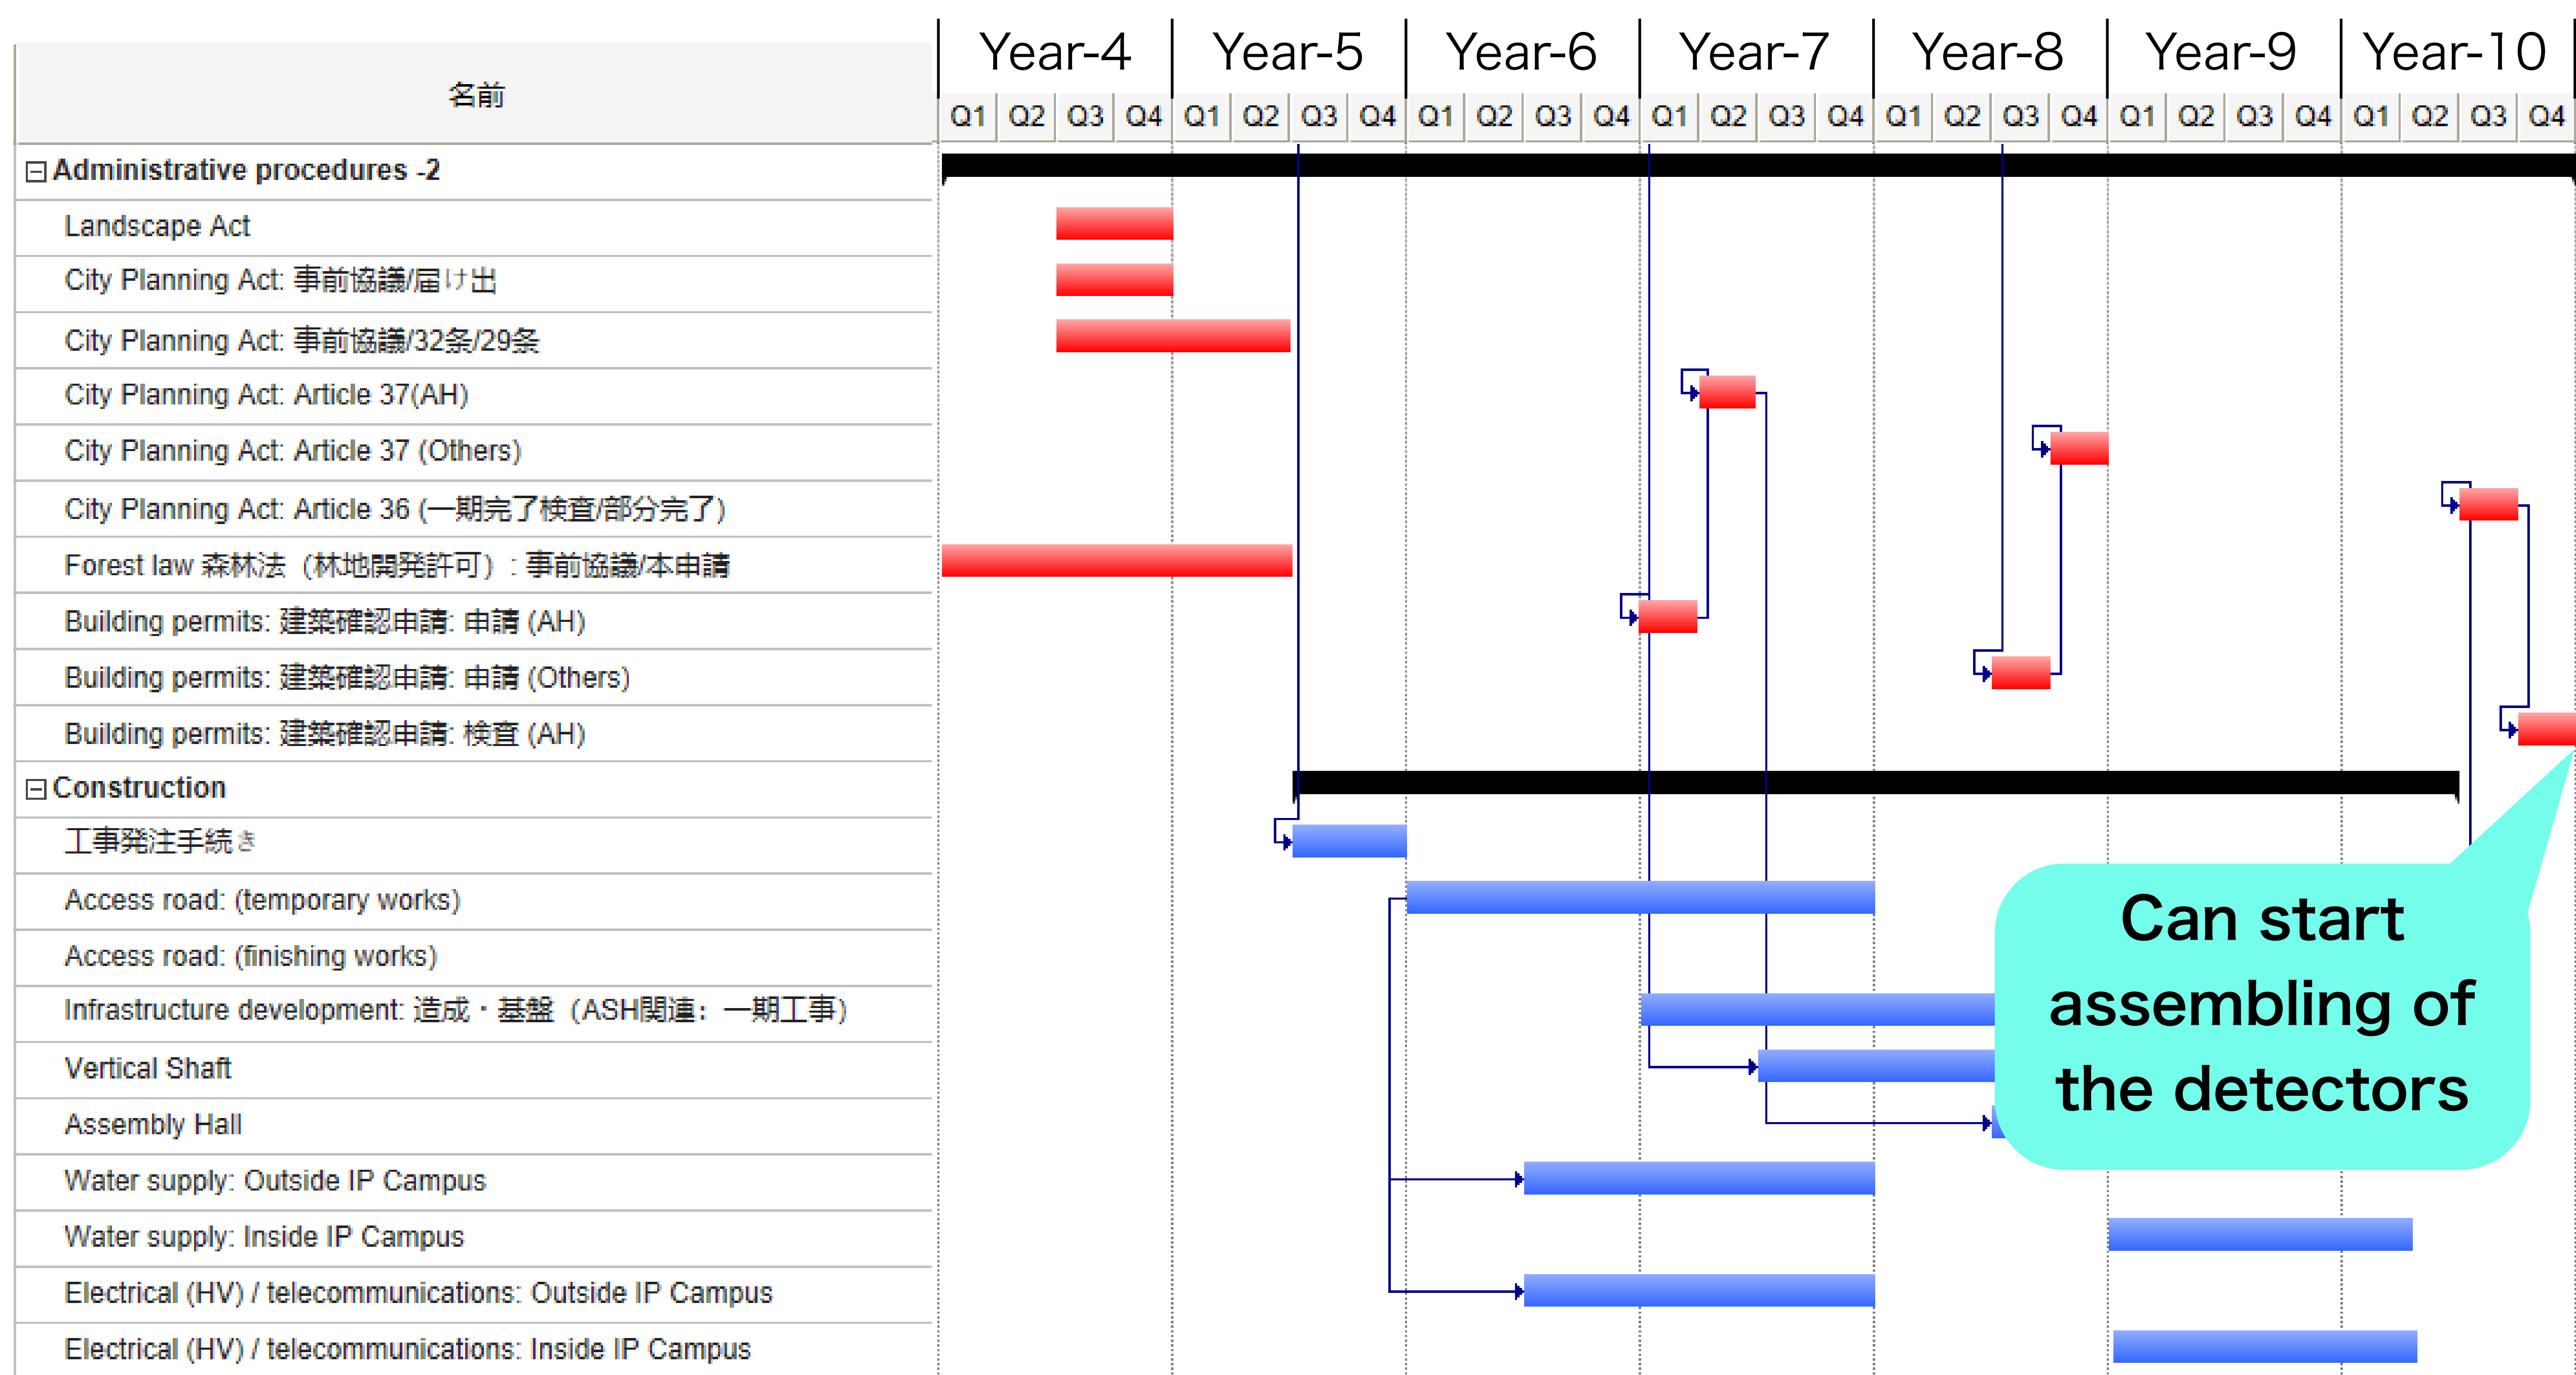 Year-4 Year-5 Year-6 Year-7 Year-8 Year-9 Year-10
名前
Q1 Q2 Q3 Q4 Q1 Q2 Q3 Q4 Q1 Q2 Q3 Q4 Q1 Q2 Q3 Q4 Q1 Q2 Q3 Q4 Q1 Q2 Q3 Q4 Q1 Q2 Q3 Q4
Administrative procedures -2
Landscape Act
City Planning Act: 事前協議/届け出
City Planning Act: 事前協議/32条/29条
City Planning Act: Article 37(AH)
City Planning Act: Article 37 (Others)
City Planning Act: Article 36 (一期完了検査/部分完了)
Forest law 森林法（林地開発許可）: 事前協議/本申請
Building permits: 建築確認申請: 申請 (AH)
Building permits: 建築確認申請: 申請 (Others)
Building permits: 建築確認申請: 検査 (AH)
Construction
工事発注手続き
Access road: (temporary works)
Access road: (finishing works)
Infrastructure development: 造成・基盤（ASH関連：一期工事）
Vertical Shaft
Assembly Hall
Water supply: Outside IP Campus
Water supply: Inside IP Campus
Electrical (HV) / telecommunications: Outside IP Campus
Electrical (HV) / telecommunications: Inside IP Campus
Can start
assembling of
the detectors